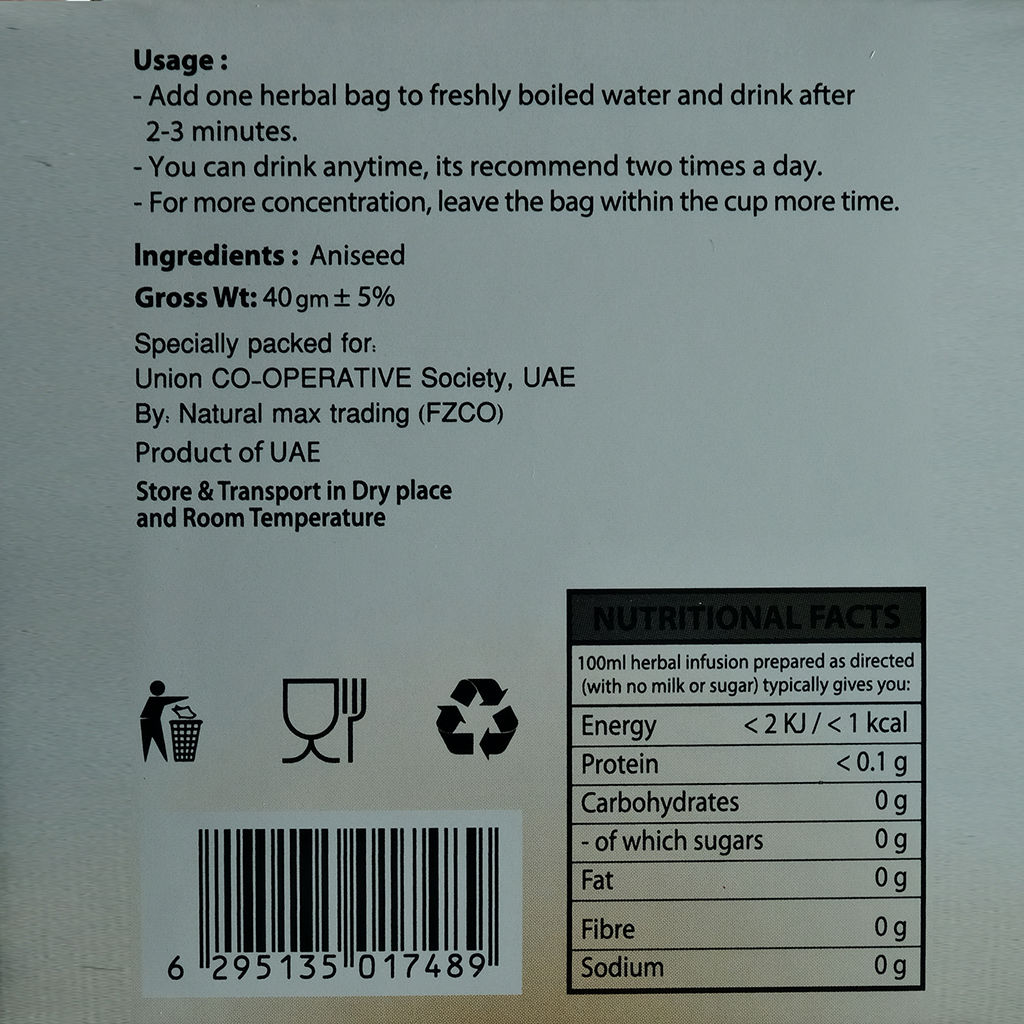 Usage :
- Add one herbal bag to freshly boiled water and drink after
2-3 minutes.
- You can drink anytime, its recommend two times a day.
- For more concentration, leave the bag within the cup more time.
Ingredients : Aniseed
Gross Wt: 40 gm ± 5%
Specially packed for:
Union CO-OPERATIVE Society, UAE
By: Natural max trading (FZCO)
Product of UAE
Store & Transport in Dry place
and Room Temperature
NUTRITIONAL FACTS
100ml herbal infusion prepared as directed
(with no milk or sugar) typically gives you:
Energy < 2 KJ / < 1 kcal
Protein < 0.1 g
Carbohydrates 0 g
- of which sugars 0 g
Fat 0 g
Fibre 0 g
Sodium 0 g
6 295135 017489